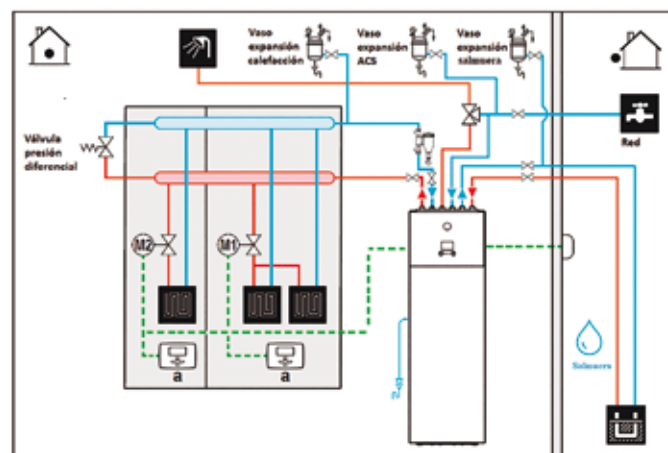 Vaso
expansión
calefacción
Vaso
expansión
ACS
Vaso
expansión
salmuera
Válvula
presión
diferencial
Red
M2
M1
a
a
Salmuera